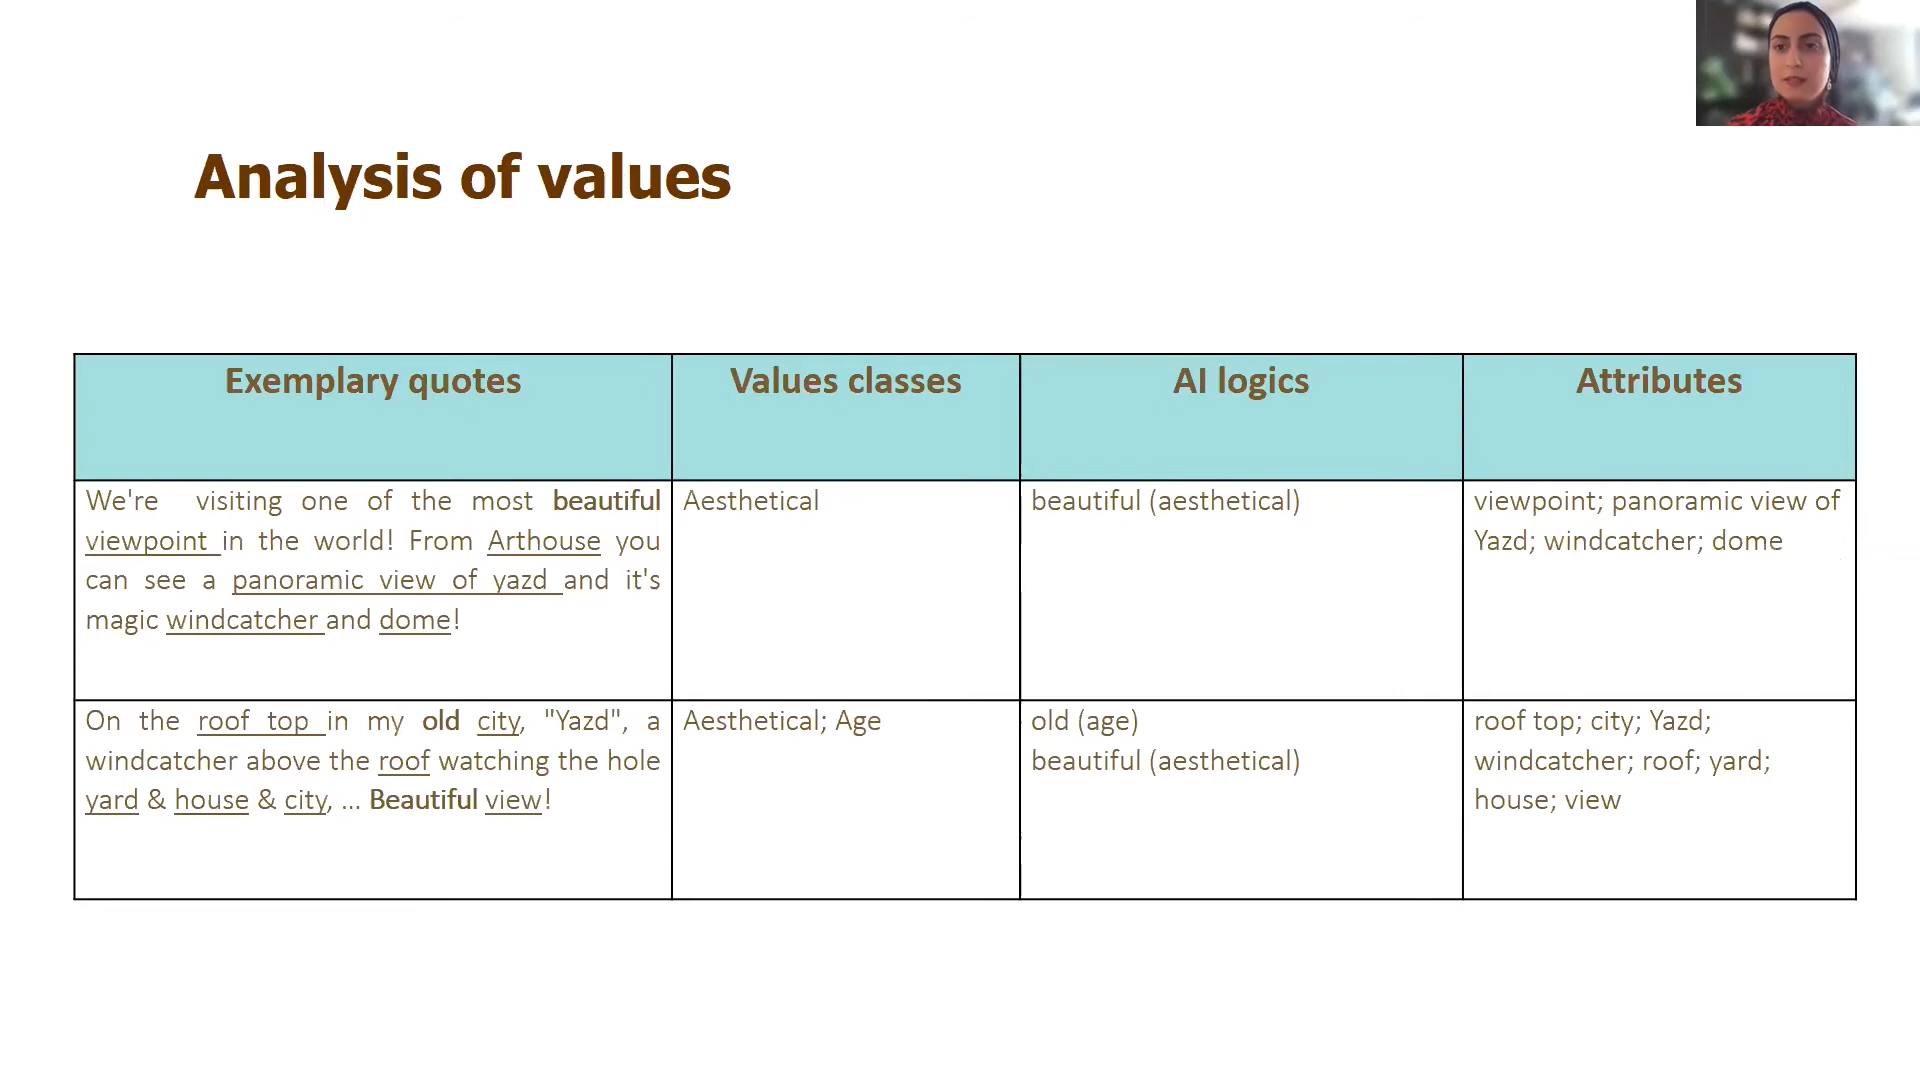 Analysis of values
Exemplary quotes
Values classes
AI logics
Attributes
We're visiting one of the most beautiful
viewpoint in the world! From Arthouse you
can see a panoramic view of yazd and it's
magic windcatcher and dome!
Aesthetical
beautiful (aesthetical)
viewpoint; panoramic view of
Yazd; windcatcher; dome
On the roof top in my old city, "Yazd", a
windcatcher above the roof watching the hole
yard & house & city, ... Beautiful view!
Aesthetical; Age
old (age)
beautiful (aesthetical)
roof top; city; Yazd;
windcatcher; roof; yard;
house; view